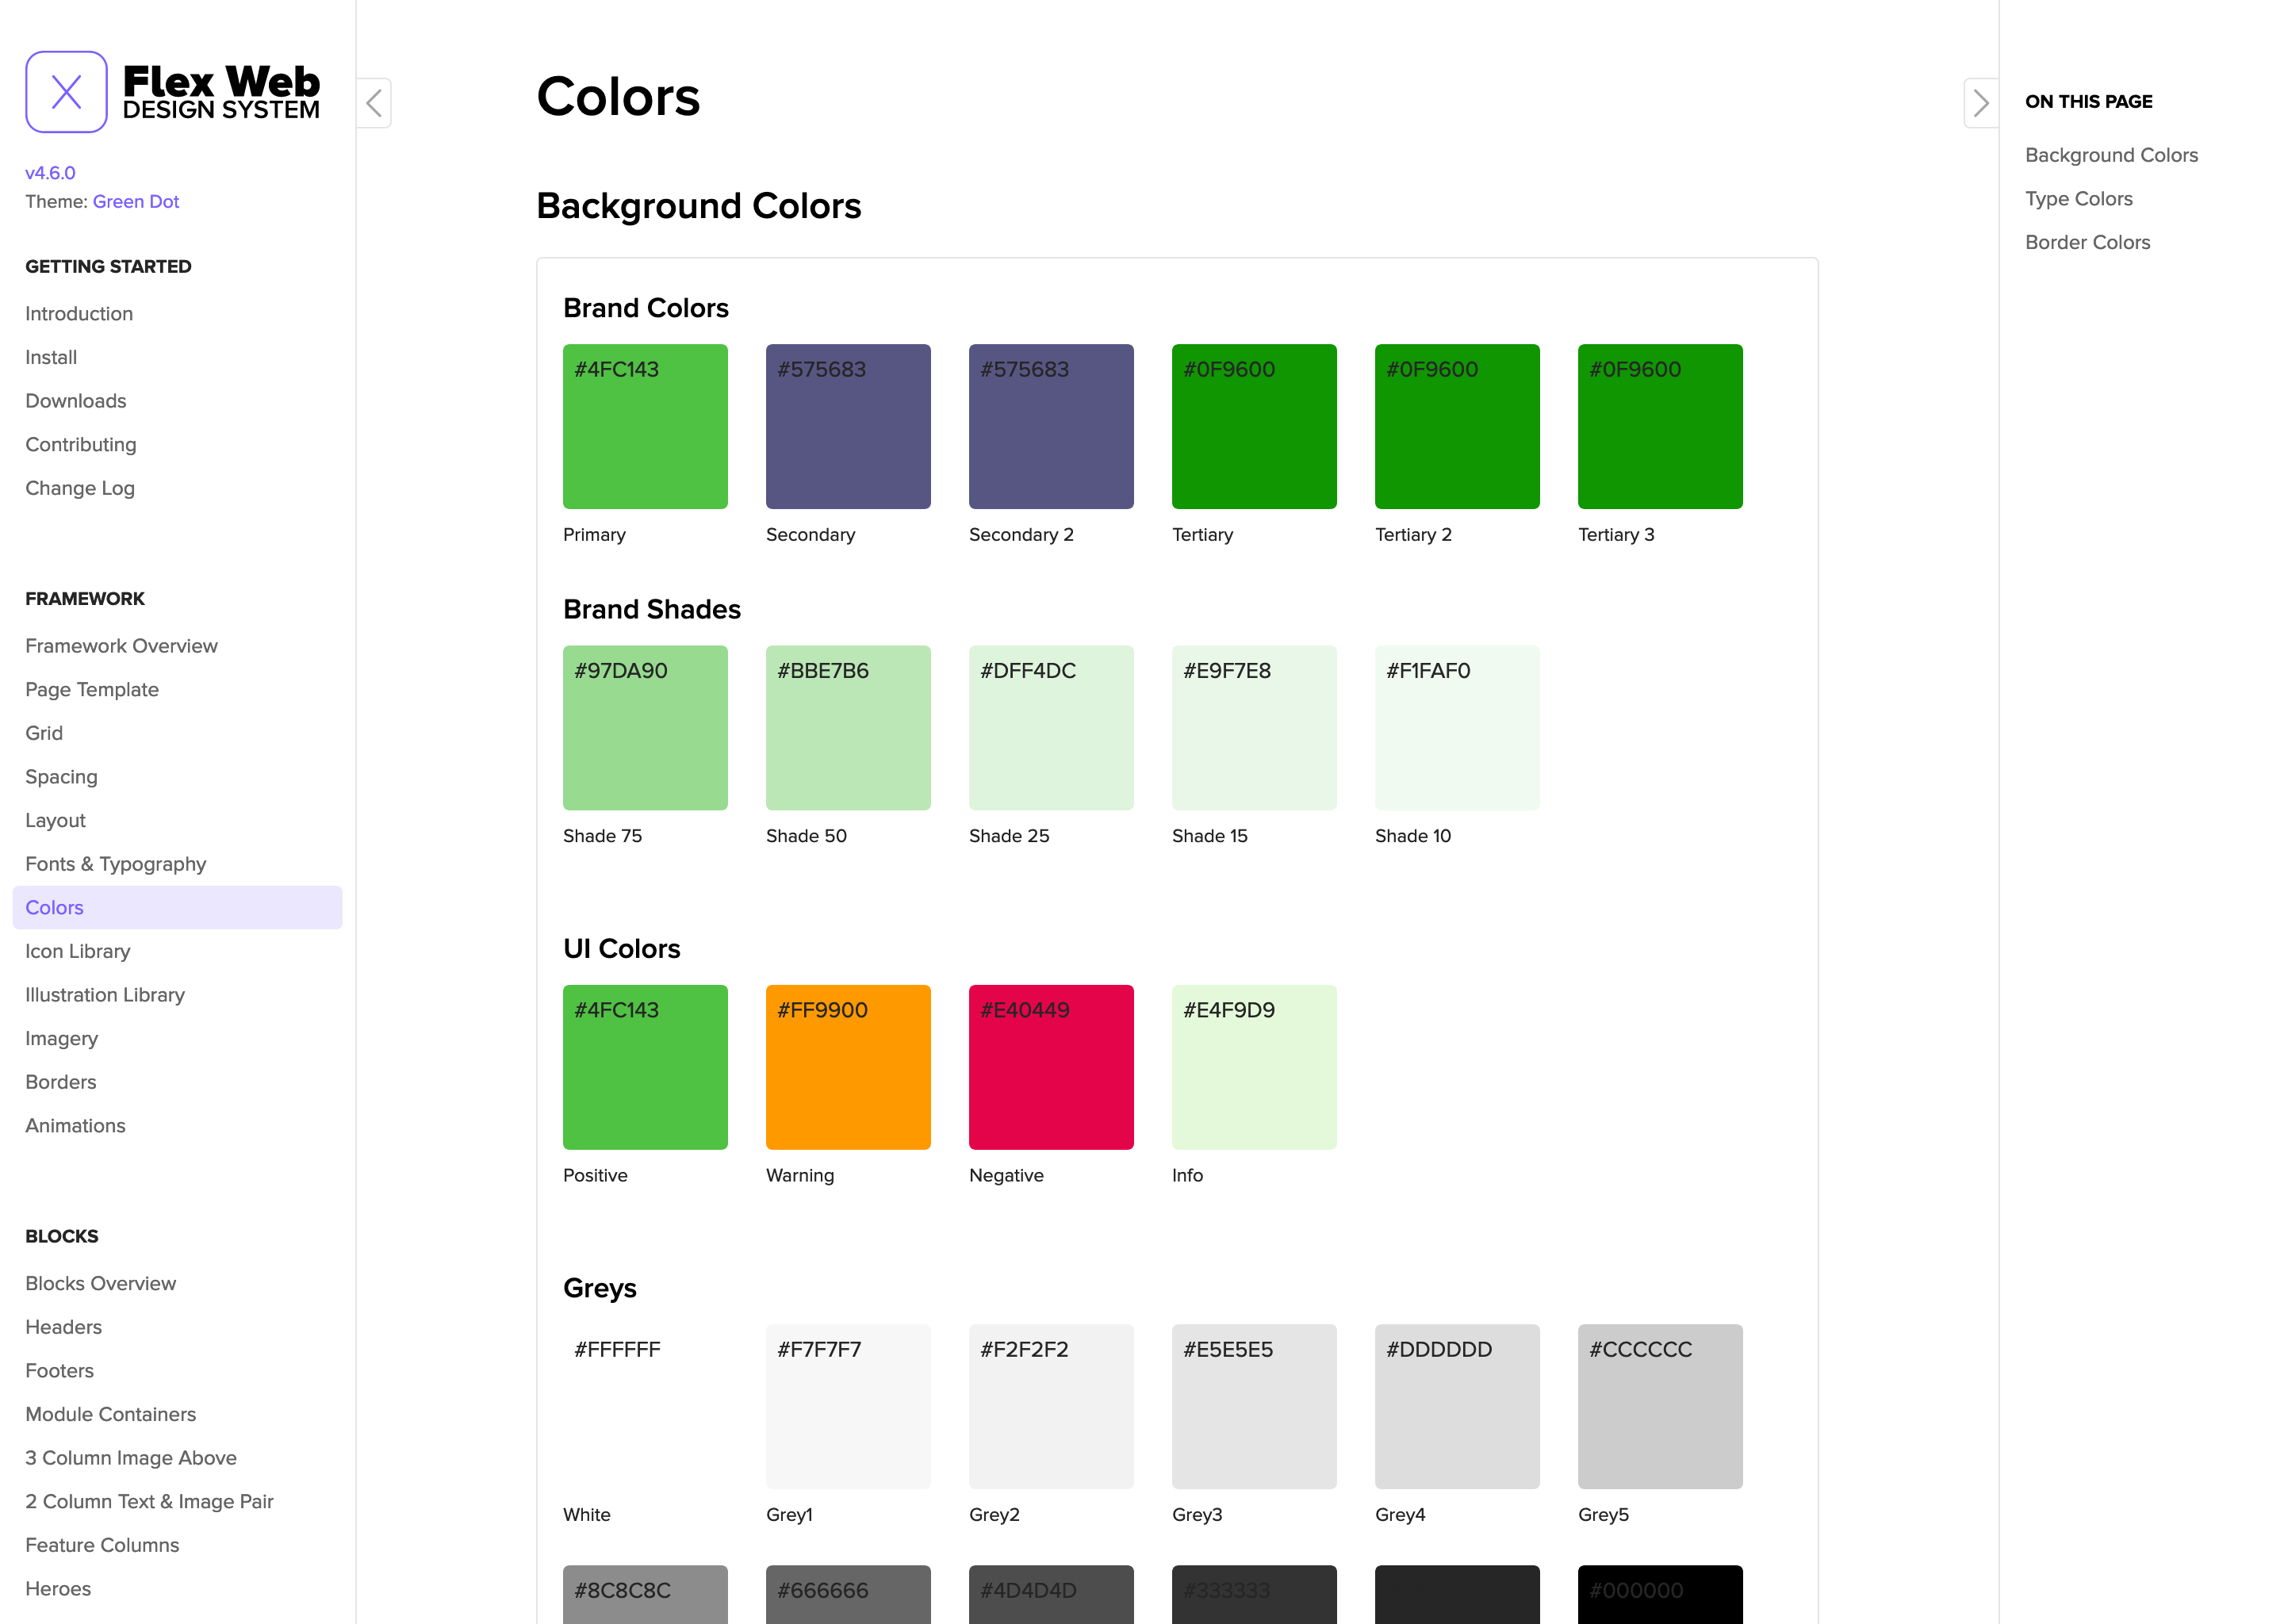 Flex Web
DESIGN SYSTEM
v4.6.0
Theme: Green Dot
GETTING STARTED
Introduction
Install
Downloads
Contributing
Change Log
FRAMEWORK
Framework Overview
Page Template
Grid
Spacing
Layout
Fonts & Typography
Colors
Icon Library
Illustration Library
Imagery
Borders
Animations
BLOCKS
Blocks Overview
Headers
Footers
Module Containers
3 Column Image Above
2 Column Text & Image Pair
Feature Columns
Heroes
Colors
Background Colors
Brand Colors
#4FC143 #575683 #575683 #0F9600 #0F9600 #0F9600
Primary Secondary Secondary 2 Tertiary Tertiary 2 Tertiary 3
Brand Shades
#97DA90 #BBE7B6 #DFF4DC #E9F7E8 #F1FAF0
Shade 75 Shade 50 Shade 25 Shade 15 Shade 10
UI Colors
#4FC143 #FF9900 #E40449 #E4F9D9
Positive Warning Negative Info
Greys
#FFFFFF #F7F7F7 #F2F2F2 #E5E5E5 #DDDDDD #CCCCCC
White Grey1 Grey2 Grey3 Grey4 Grey5
#8C8C8C #666666 #4D4D4D #333333 #000000
ON THIS PAGE
Background Colors
Type Colors
Border Colors